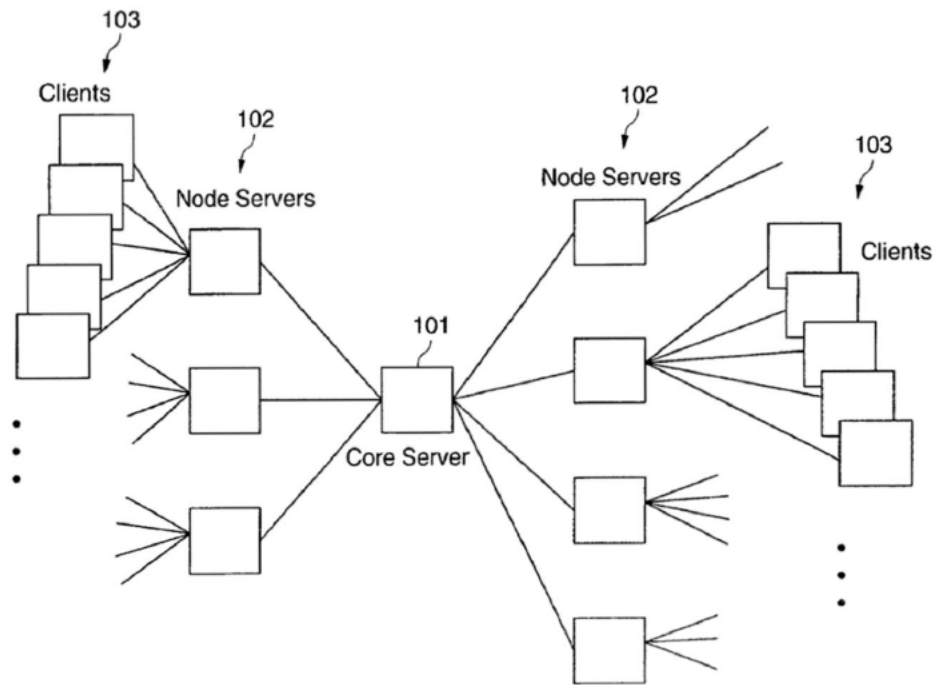 103
Clients
102
Node Servers
102
Node Servers
103
Clients
101
Core Server